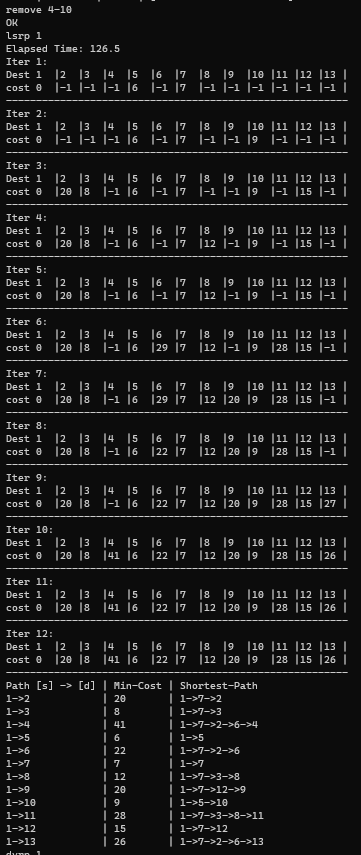 remove 4-10
OK
lsrp 1
Elapsed Time: 126.5
Iter 1:
Dest 1 |2 |3 |4 |5 |6 |7 |8 |9 |10 |11 |12 |13 |
cost 0 |-1 |-1 |-1 |6 |-1 |7 |-1 |-1 |-1 |-1 |-1 |-1 |
Iter 2:
Dest 1 |2 |3 |4 |5 |6 |7 |8 |9 |10 |11 |12 |13 |
cost 0 |-1 |-1 |-1 |6 |-1 |7 |-1 |-1 |9 |-1 |-1 |-1 |
Iter 3:
Dest 1 |2 |3 |4 |5 |6 |7 |8 |9 |10 |11 |12 |13 |
cost 0 |20 |8 |-1 |6 |-1 |7 |-1 |-1 |9 |-1 |15 |-1 |
Iter 4:
Dest 1 |2 |3 |4 |5 |6 |7 |8 |9 |10 |11 |12 |13 |
cost 0 |20 |8 |-1 |6 |-1 |7 |12 |-1 |9 |-1 |15 |-1 |
Iter 5:
Dest 1 |2 |3 |4 |5 |6 |7 |8 |9 |10 |11 |12 |13 |
cost 0 |20 |8 |-1 |6 |-1 |7 |12 |-1 |9 |28 |15 |-1 |
Iter 6:
Dest 1 |2 |3 |4 |5 |6 |7 |8 |9 |10 |11 |12 |13 |
cost 0 |20 |8 |-1 |6 |29 |7 |12 |-1 |9 |28 |15 |-1 |
Iter 7:
Dest 1 |2 |3 |4 |5 |6 |7 |8 |9 |10 |11 |12 |13 |
cost 0 |20 |8 |-1 |6 |29 |7 |12 |20 |9 |28 |15 |-1 |
Iter 8:
Dest 1 |2 |3 |4 |5 |6 |7 |8 |9 |10 |11 |12 |13 |
cost 0 |20 |8 |-1 |6 |22 |7 |12 |20 |9 |28 |15 |-1 |
Iter 9:
Dest 1 |2 |3 |4 |5 |6 |7 |8 |9 |10 |11 |12 |13 |
cost 0 |20 |8 |-1 |6 |22 |7 |12 |20 |9 |28 |15 |27 |
Iter 10:
Dest 1 |2 |3 |4 |5 |6 |7 |8 |9 |10 |11 |12 |13 |
cost 0 |20 |8 |41 |6 |22 |7 |12 |20 |9 |28 |15 |26 |
Iter 11:
Dest 1 |2 |3 |4 |5 |6 |7 |8 |9 |10 |11 |12 |13 |
cost 0 |20 |8 |41 |6 |22 |7 |12 |20 |9 |28 |15 |26 |
Iter 12:
Dest 1 |2 |3 |4 |5 |6 |7 |8 |9 |10 |11 |12 |13 |
cost 0 |20 |8 |41 |6 |22 |7 |12 |20 |9 |28 |15 |26 |
Path [s] -> [d] | Min-Cost | Shortest-Path
1->2 | 20 | 1->7->2
1->3 | 8 | 1->7->3
1->4 | 41 | 1->7->2->6->4
1->5 | 6 | 1->5
1->6 | 22 | 1->7->2->6
1->7 | 7 | 1->7
1->8 | 12 | 1->7->3->8
1->9 | 20 | 1->7->12->9
1->10 | 9 | 1->5->10
1->11 | 28 | 1->7->3->8->11
1->12 | 15 | 1->7->12
1->13 | 26 | 1->7->2->6->13